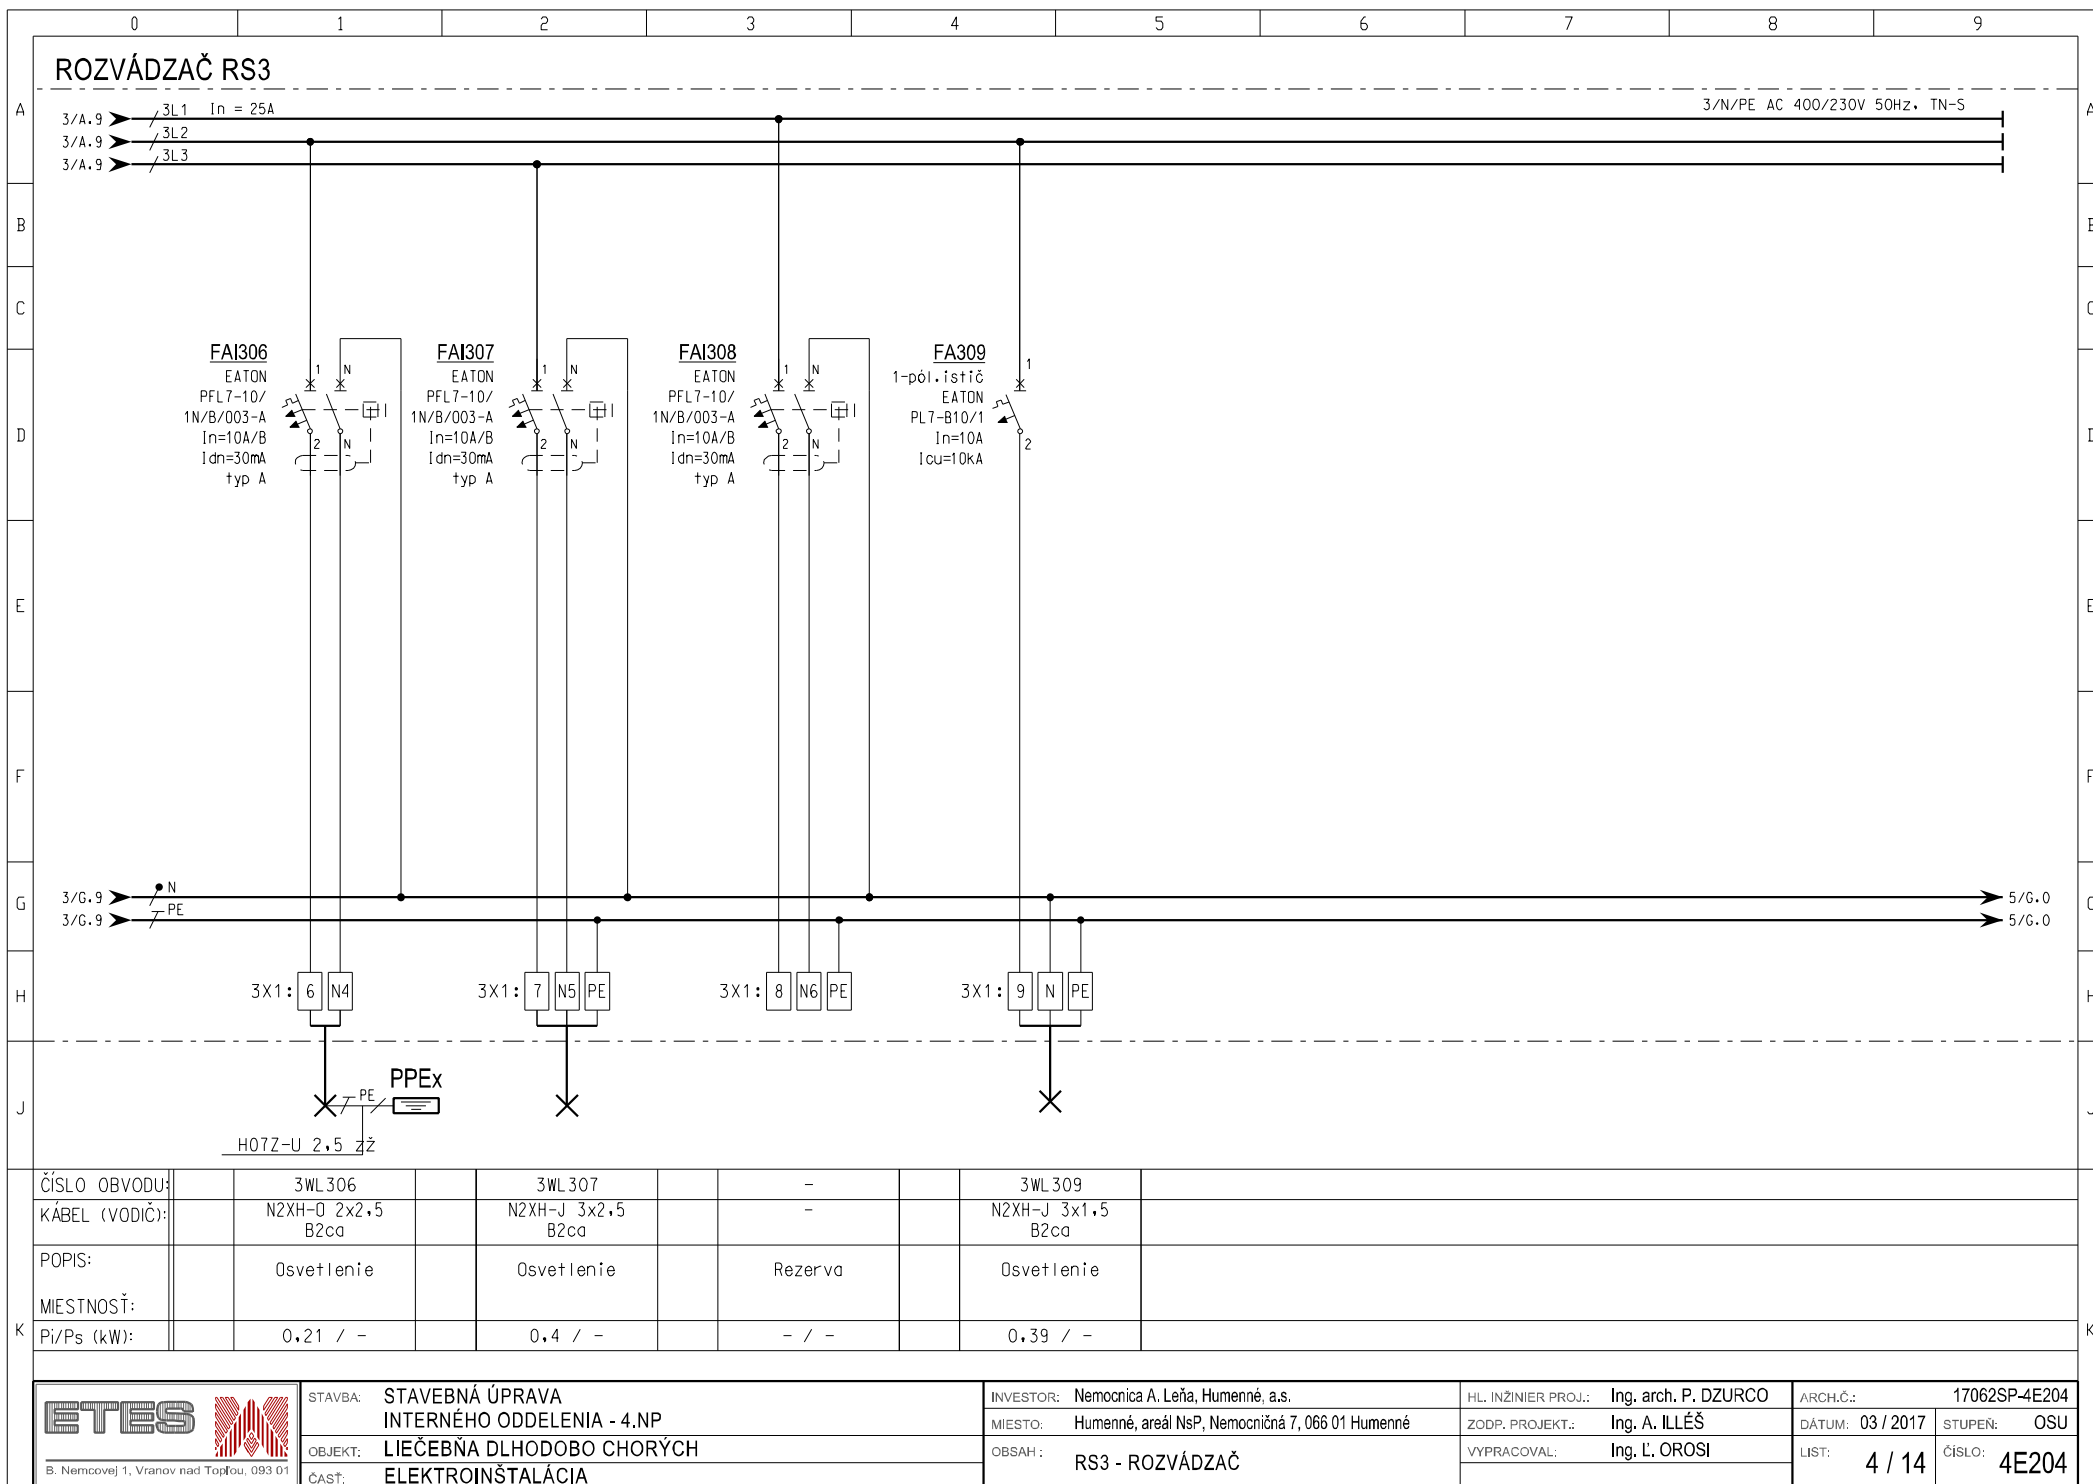 0 1 2 3 4 5 6 7 8 9
ROZVÁDZAČ RS3
A A
3/A.9 3L1 In = 25A 3/N/PE AC 400/230V 50Hz, TN-S
3/A.9 3L2
3/A.9 3L3
B
C
FAI306
EATON
PFL7-10/
1N/B/003-A
In=10A/B
Idn=30mA
typ A
1 N
2 N
FAI307
EATON
PFL7-10/
1N/B/003-A
In=10A/B
Idn=30mA
typ A
1 N
2 N
FAI308
EATON
PFL7-10/
1N/B/003-A
In=10A/B
Idn=30mA
typ A
1 N
2 N
FA309
1-pól.istič
EATON
PL7-B10/1
In=10A
Icu=10kA
1
2
D
E E
F F
G
3/G.9 N 5/G.0
3/G.9 PE 5/G.0
H H
3X1: 6 N4
3X1: 7 N5 PE
3X1: 8 N6 PE
3X1: 9 N PE
J
PPEx
PE
H07Z-U 2,5 zž
ČÍSLO OBVODU: 3WL306 3WL307 - 3WL309
KÁBEL (VODIČ): N2XH-O 2x2,5 N2XH-J 3x2,5 - N2XH-J 3x1,5
B2ca B2ca B2ca
POPIS: Osvetlenie Osvetlenie Rezerva Osvetlenie
MIESTNOSŤ:
K K
Pi/Ps (kW): 0,21 / - 0,4 / - - / - 0,39 / -
ETES
B. Nemcovej 1, Vranov nad Topľou, 093 01
STAVBA: STAVEBNÁ ÚPRAVA
INTERNÉHO ODDELENIA - 4.NP
OBJEKT: LIEČEBŇA DLHODOBO CHORÝCH
ČASŤ: ELEKTROINŠTALÁCIA
INVESTOR: Nemocnica A. Leňa, Humenné, a.s.
MIESTO: Humenné, areál NsP, Nemocničná 7, 066 01 Humenné
OBSAH : RS3 - ROZVÁDZAČ
HL. INŽINIER PROJ.: Ing. arch. P. DZURCO
ZODP. PROJEKT.: Ing. A. ILLÉŠ
VYPRACOVAL: Ing. Ľ. OROSI
ARCH.Č.: 17062SP-4E204
DÁTUM: 03 / 2017 STUPEŇ: OSU
LIST: 4 / 14 ČÍSLO: 4E204